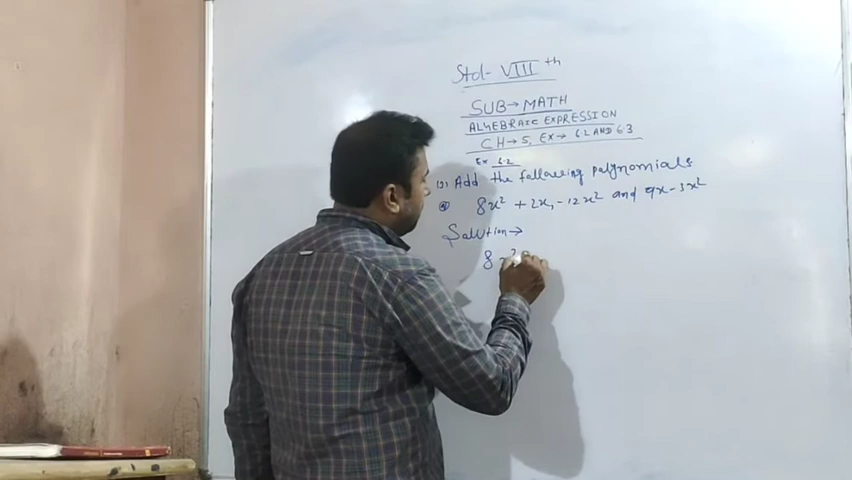 Std- VIII th
SUB→MATH
ALGEBRAIC EXPRESSION
CH→5, EX→ 6.2 AND 6.3
Ex 6.2
Add the following polynomials
8x² + 2x, -12x² and 9x-3x²
Solution→
8x²